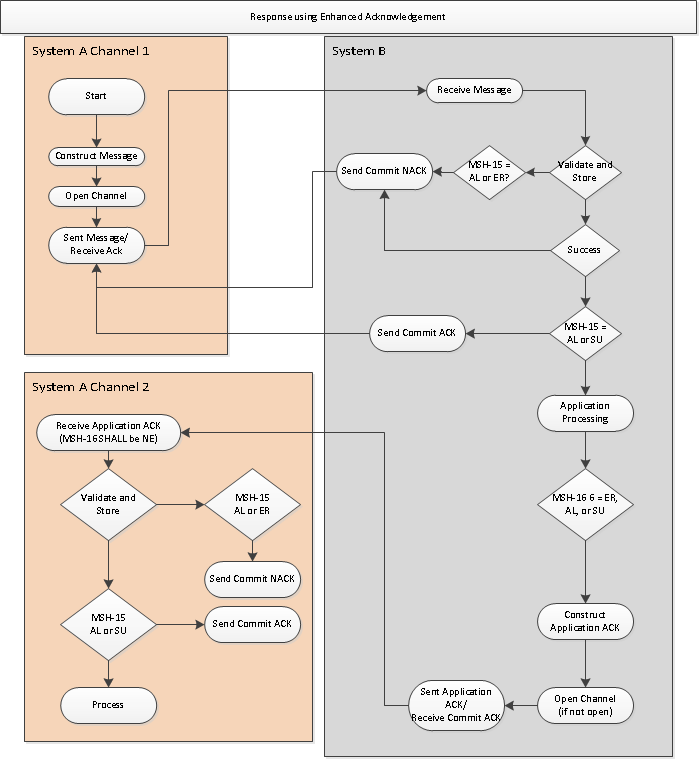 Response using Enhanced Acknowledgement
System A Channel 1
Start
Construct Message
Open Channel
Sent Message/
Receive Ack
System B
Receive Message
Validate and
Store
MSH-15 =
AL or ER?
Send Commit NACK
Success
MSH-15 =
AL or SU
Send Commit ACK
Application
Processing
MSH-16 6 = ER,
AL, or SU
Construct
Application ACK
Open Channel
(if not open)
Sent Application
ACK/
Receive Commit ACK
System A Channel 2
Receive Application ACK
(MSH-16 SHALL be NE)
Validate and
Store
MSH-15
AL or ER
Send Commit NACK
MSH-15
AL or SU
Send Commit ACK
Process